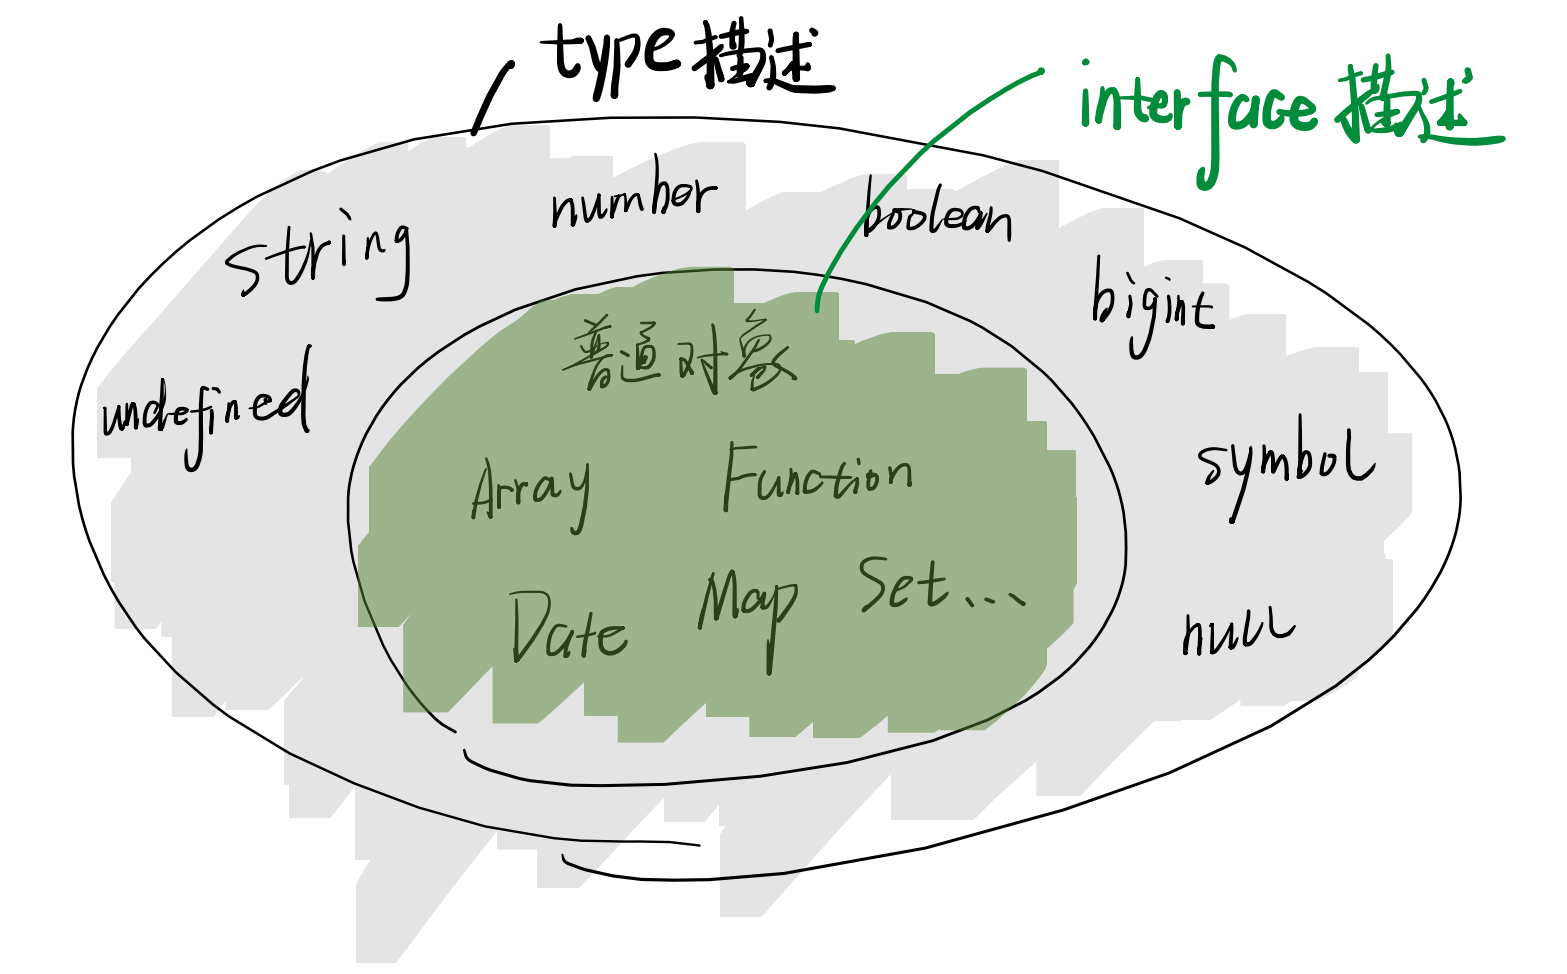 type 描述
interface 描述
string
number
boolean
bigint
undefined
symbol
null
普通对象
Array
Function
Date
Map
Set...